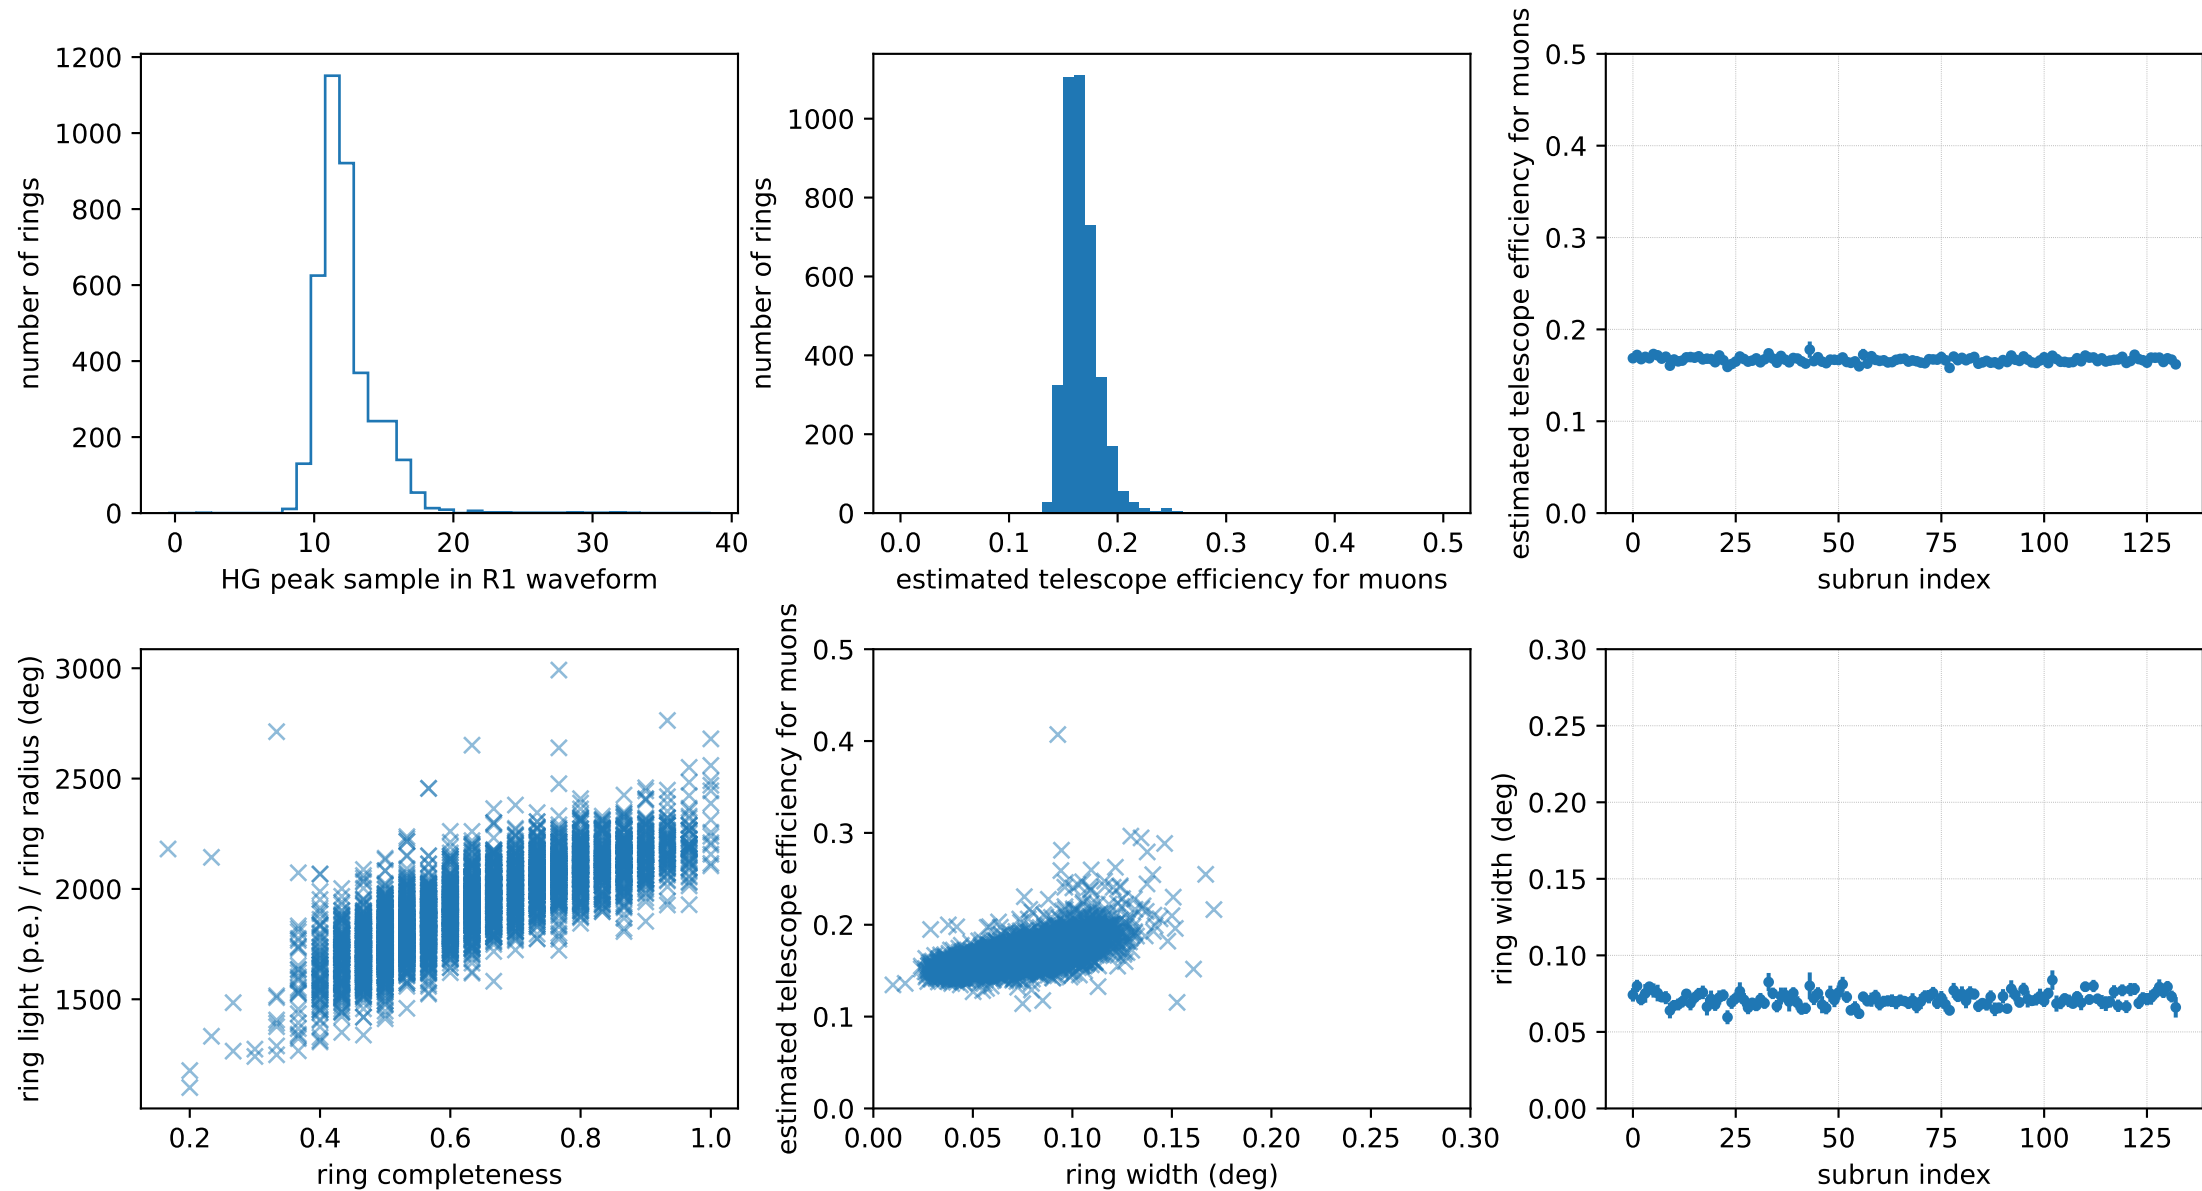 1200
1000
800
600
400
200
0
number of rings
0 10 20 30 40
HG peak sample in R1 waveform
1000
800
600
400
200
0
number of rings
0.0 0.1 0.2 0.3 0.4 0.5
estimated telescope efficiency for muons
0.5
0.4
0.3
0.2
0.1
0.0
estimated telescope efficiency for muons
0 25 50 75 100 125
subrun index
3000
2500
2000
1500
ring light (p.e.) / ring radius (deg)
0.2 0.4 0.6 0.8 1.0
ring completeness
0.5
0.4
0.3
0.2
0.1
0.0
estimated telescope efficiency for muons
0.00 0.05 0.10 0.15 0.20 0.25 0.30
ring width (deg)
0.30
0.25
0.20
0.15
0.10
0.05
0.00
ring width (deg)
0 25 50 75 100 125
subrun index